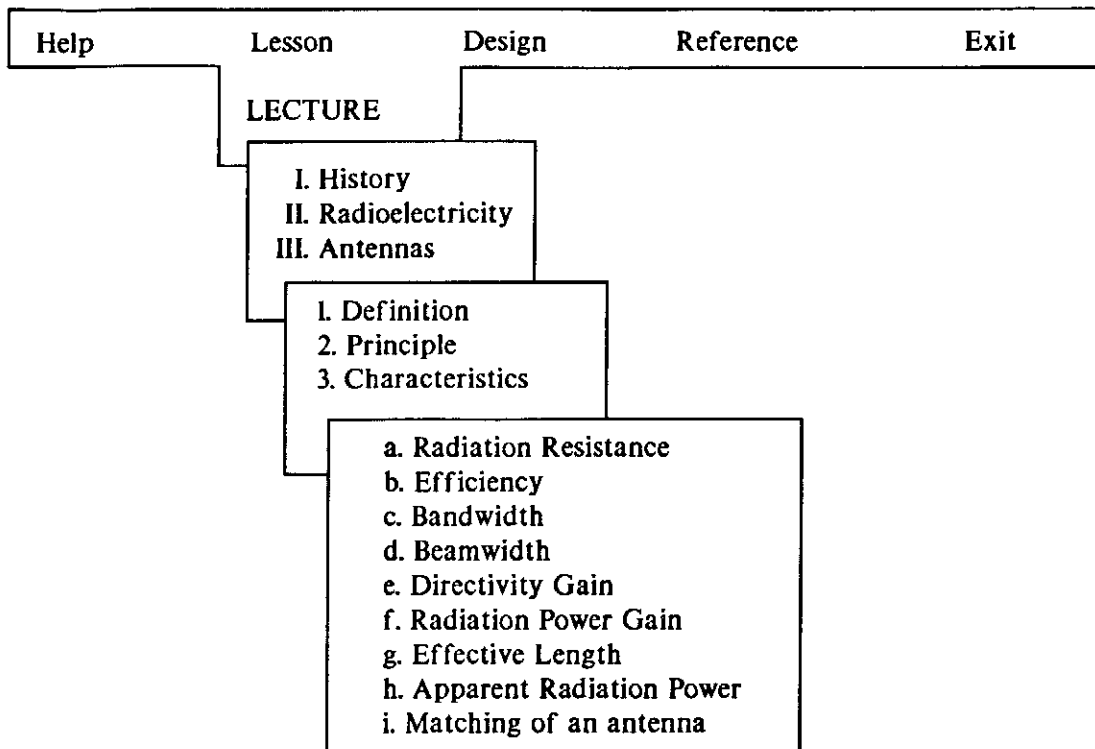 Help Lesson Design Reference Exit
LECTURE
I. History
II. Radioelectricity
III. Antennas
1. Definition
2. Principle
3. Characteristics
a. Radiation Resistance
b. Efficiency
c. Bandwidth
d. Beamwidth
e. Directivity Gain
f. Radiation Power Gain
g. Effective Length
h. Apparent Radiation Power
i. Matching of an antenna